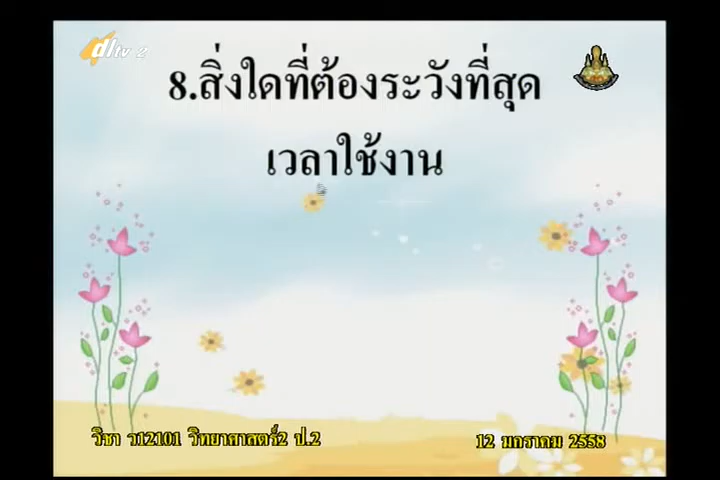 dltv 2
8.สิ่งใดที่ต้องระวังที่สุด
เวลาใช้งาน
วิชา ว12101 วิทยาศาสตร์2 ป.2
12 มกราคม 2558